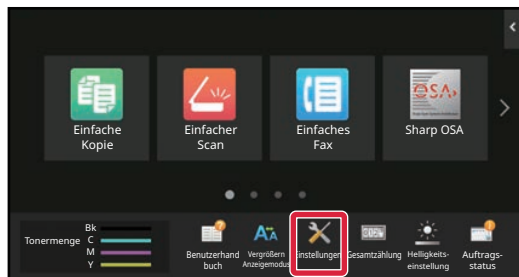 Einfache
Kopie
Einfacher
Scan
Einfaches
Fax
Sharp OSA
Tonermenge
Bk
C
M
Y
Benutzerhand
buch
Vergrößern
Anzeigemodus
Einstellungen
Gesamtzählung
Helligkeits-
einstellung
Auftrags-
status